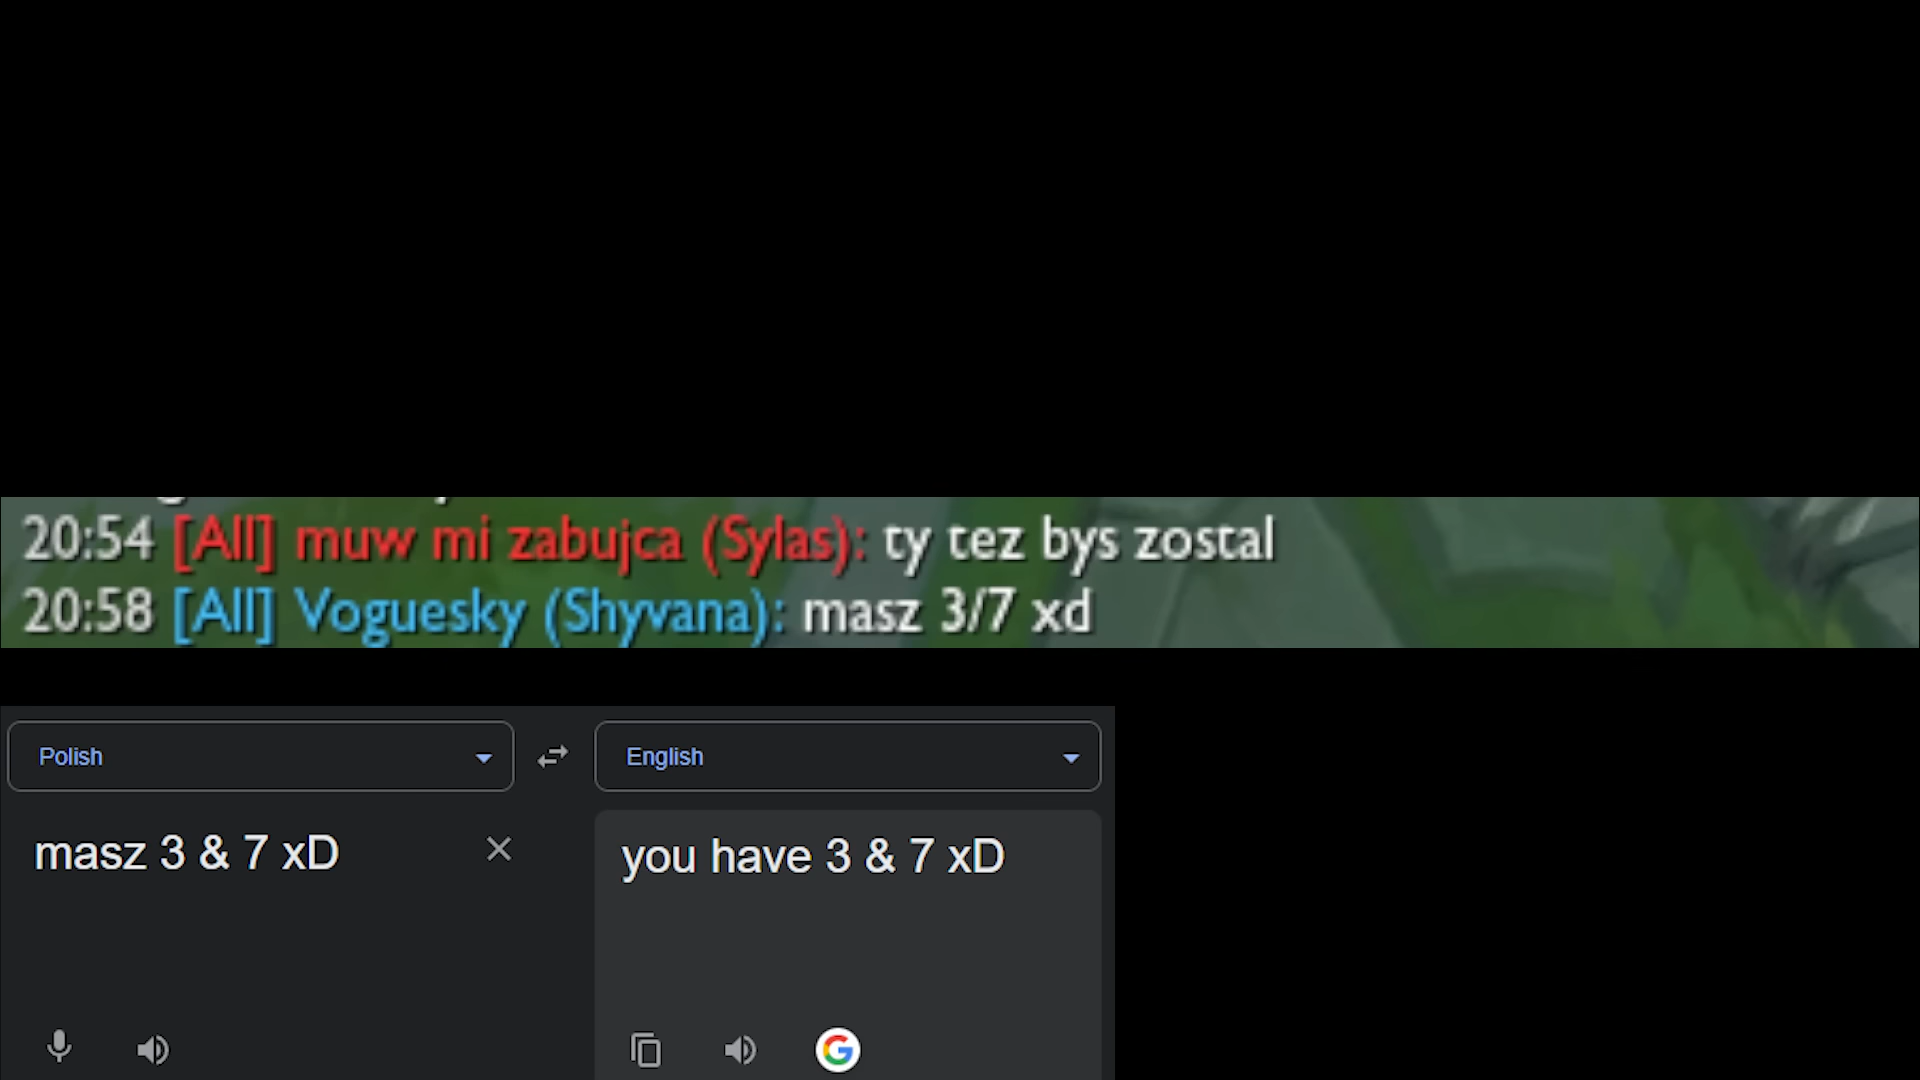 20:54 [All] muw mi zabujca (Sylas): ty tez bys zostal
20:58 [All] Voguesky (Shyvana): masz 3/7 xd
Polish
English
masz 3 & 7 xD
you have 3 & 7 xD